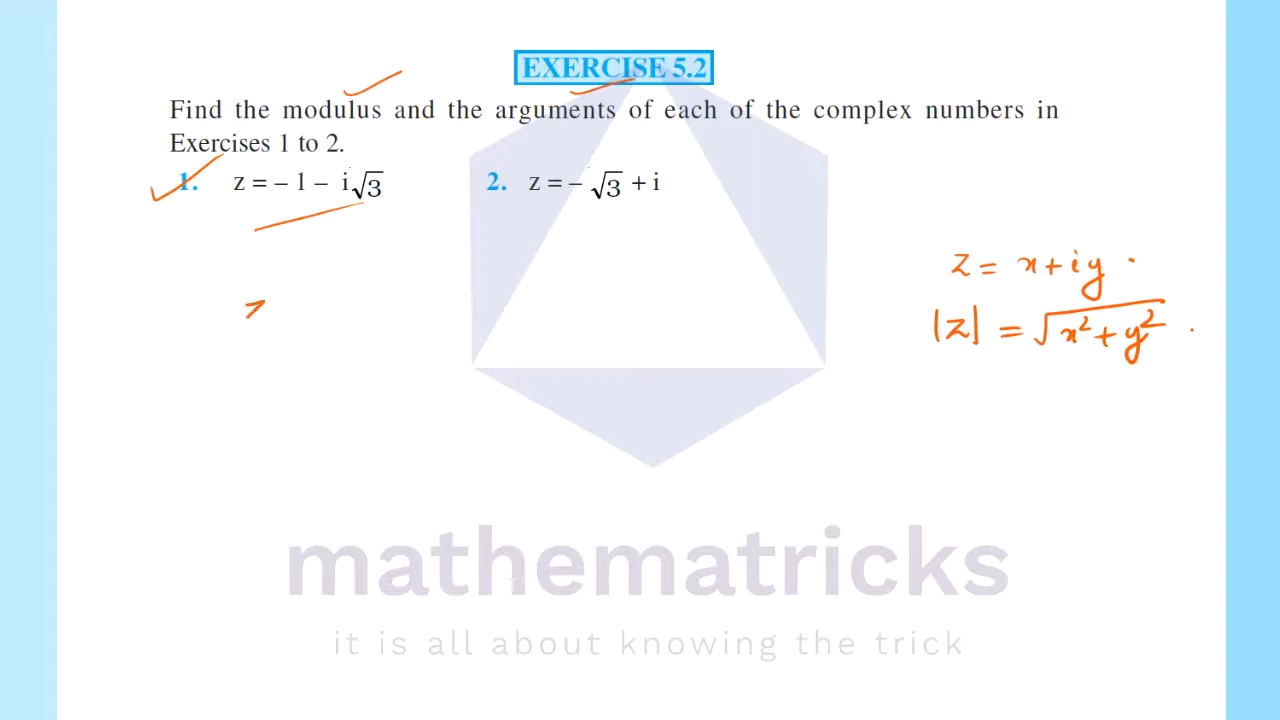 EXERCISE 5.2
Find the modulus and the arguments of each of the complex numbers in
Exercises 1 to 2.
1. z = – 1 – i√3 2. z = – √3 + i
z = x + iy .
|z| = √x² + y² .
mathematricks
it is all about knowing the trick